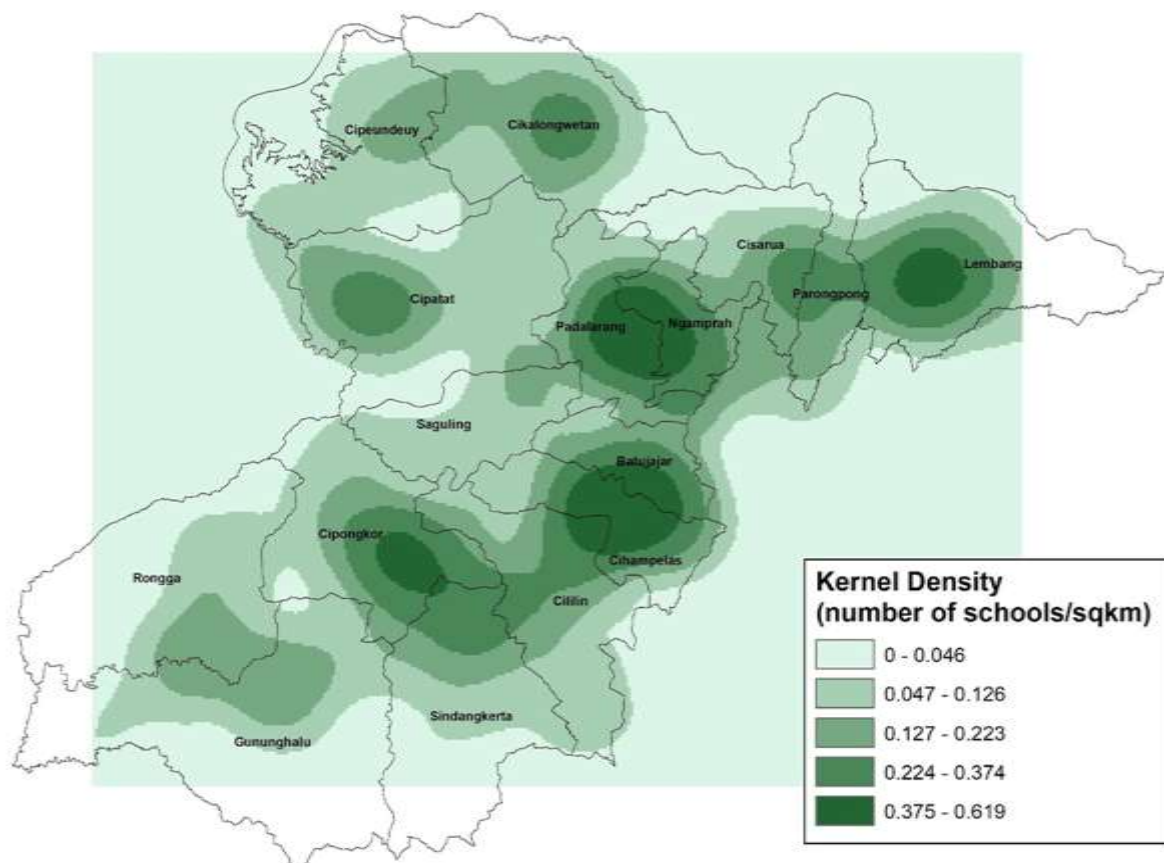 Cipeundeuy
Cikalongwetan
Cisarua
Lembang
Parongpong
Cipatat
Padalarang
Ngamprah
Saguling
Batujajar
Cipongkor
Cihampelas
Rongga
Cililin
Sindangkerta
Gununghalu
Kernel Density
(number of schools/sqkm)
0 - 0.046
0.047 - 0.126
0.127 - 0.223
0.224 - 0.374
0.375 - 0.619